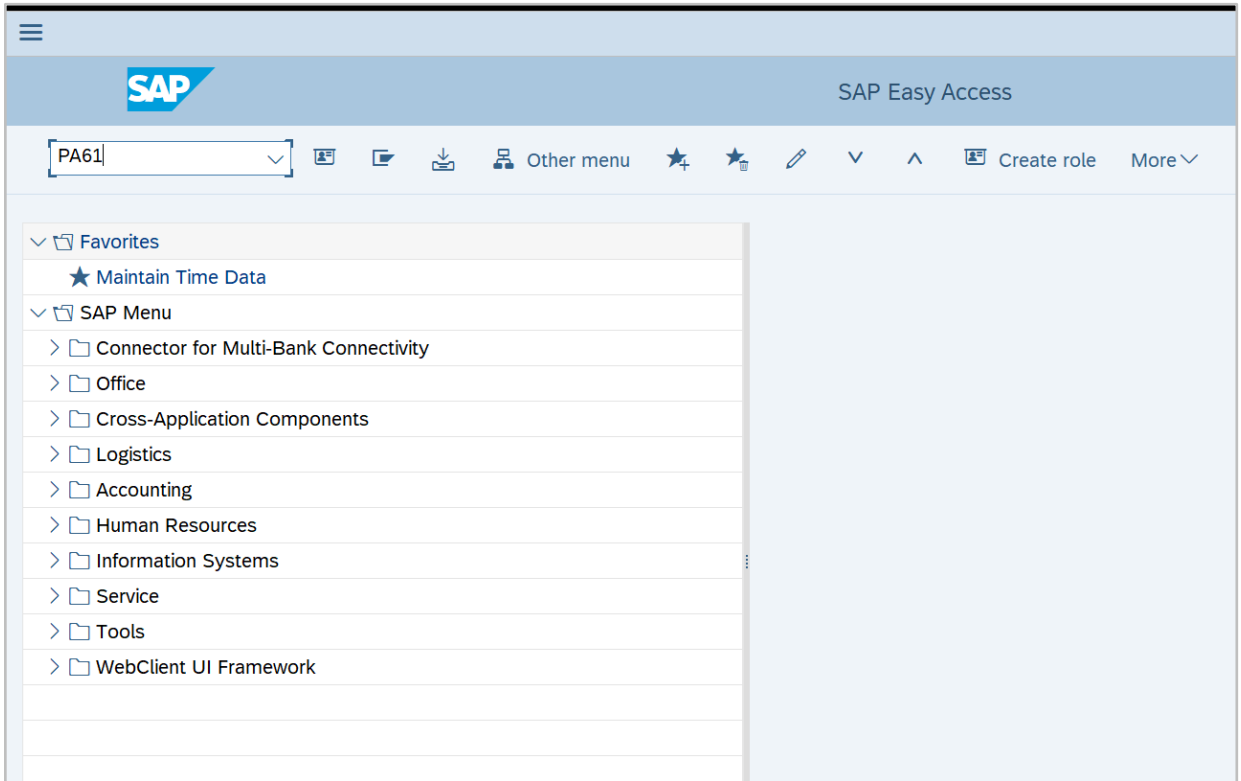 SAP
SAP Easy Access
PA61 Other menu Create role More
Favorites
Maintain Time Data
SAP Menu
Connector for Multi-Bank Connectivity
Office
Cross-Application Components
Logistics
Accounting
Human Resources
Information Systems
Service
Tools
WebClient UI Framework